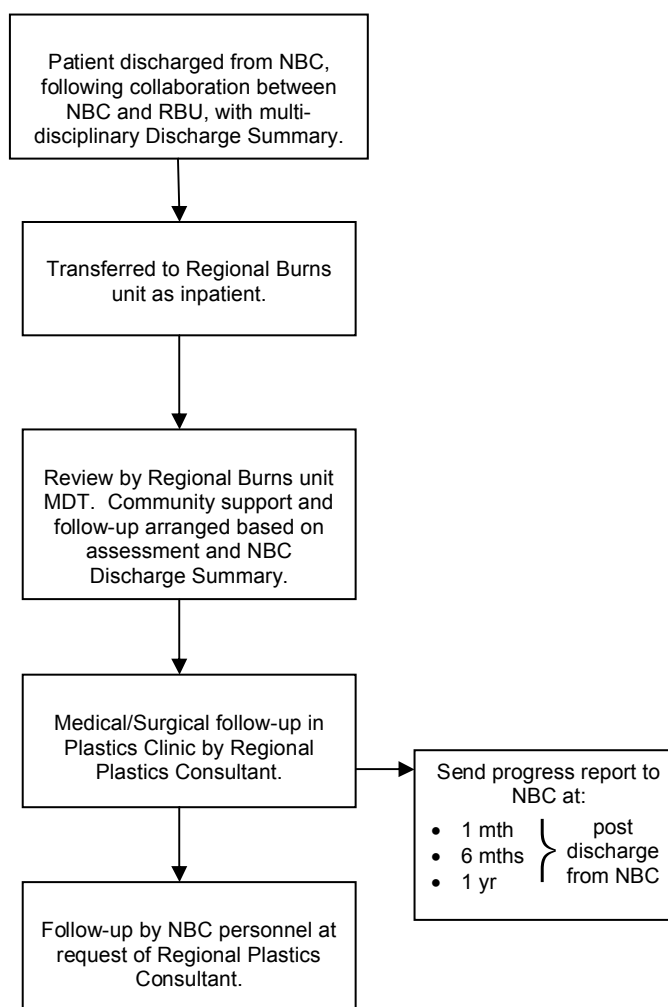 Patient discharged from NBC,
following collaboration between
NBC and RBU, with multi-
disciplinary Discharge Summary.
Transferred to Regional Burns
unit as inpatient.
Review by Regional Burns unit
MDT. Community support and
follow-up arranged based on
assessment and NBC
Discharge Summary.
Medical/Surgical follow-up in
Plastics Clinic by Regional
Plastics Consultant.
Send progress report to
NBC at:
• 1 mth
• 6 mths
• 1 yr
post
discharge
from NBC
Follow-up by NBC personnel at
request of Regional Plastics
Consultant.